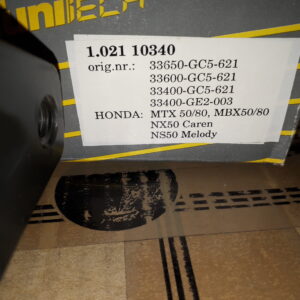 uniTECH
1.021 10340
orig.nr.: 33650-GC5-621
33600-GC5-621
33400-GC5-621
33400-GE2-003
HONDA: MTX 50/80, MBX50/80
NX50 Caren
NS50 Melody